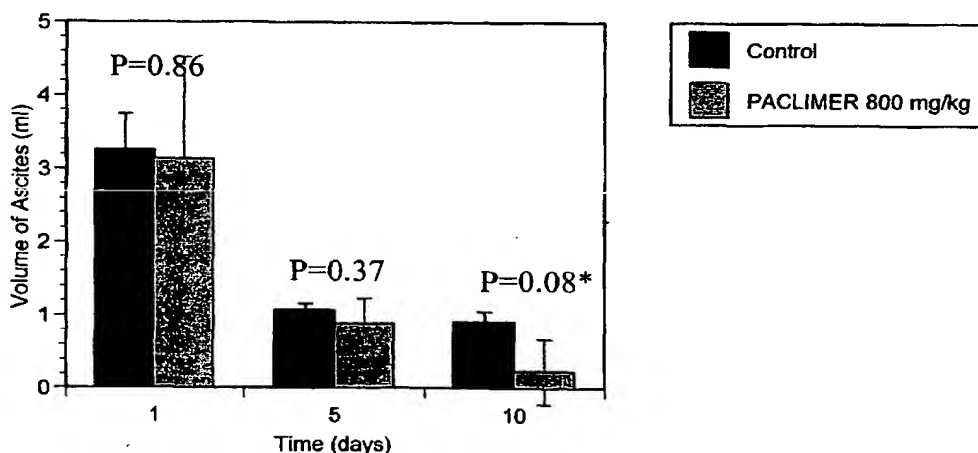 5
4
3
2
1
0
Volume of Ascites (ml)
P=0.86
P=0.37
P=0.08*
1 5 10
Time (days)
Control
PACLIMER 800 mg/kg